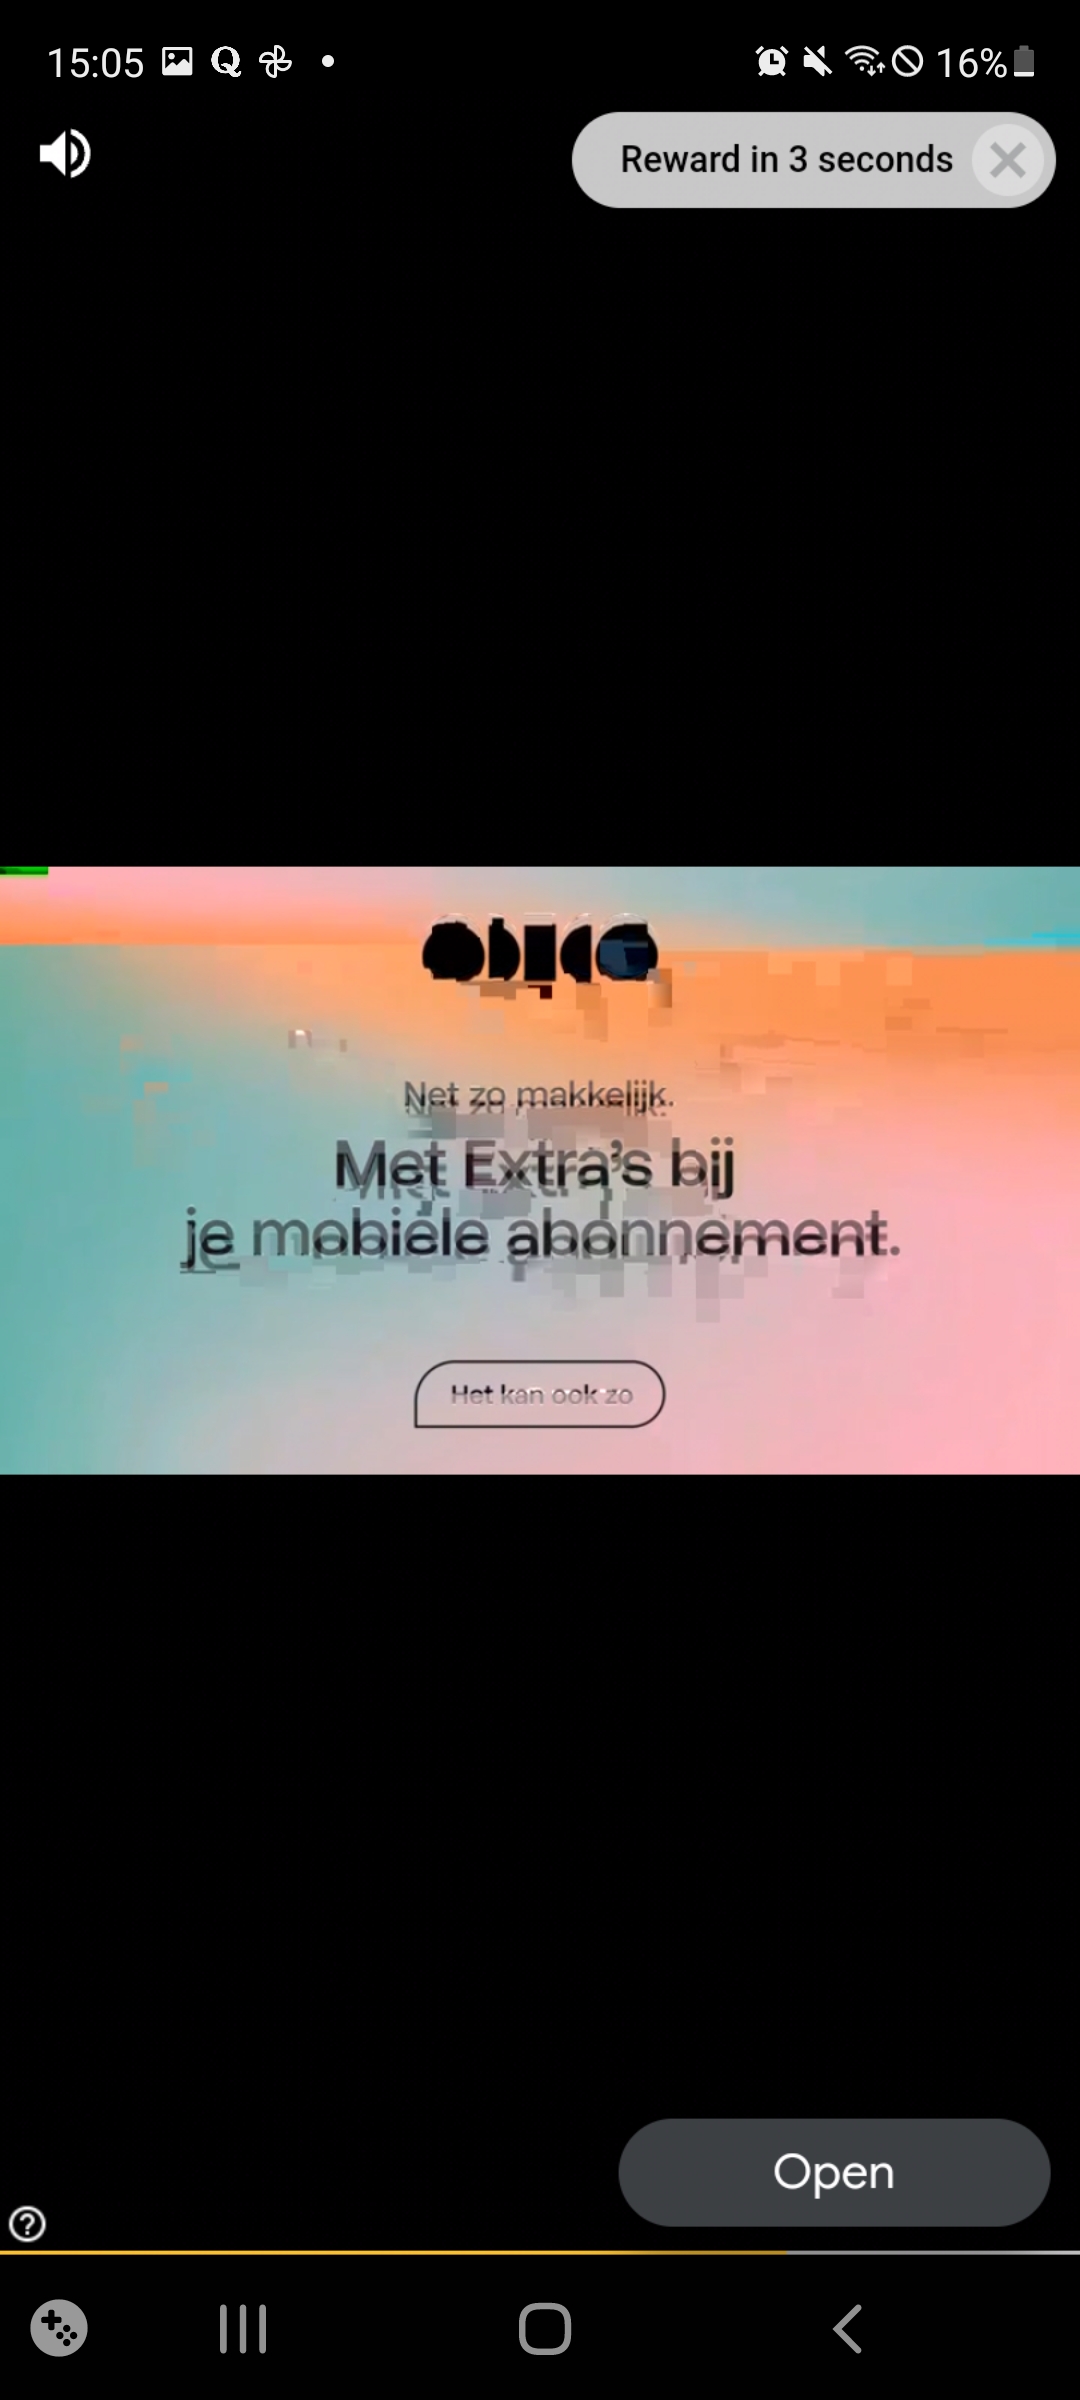 15:05
16%
Reward in 3 seconds
Net zo makkelijk.
Met Extra's bij
je mobiele abonnement.
Het kan ook zo
Open